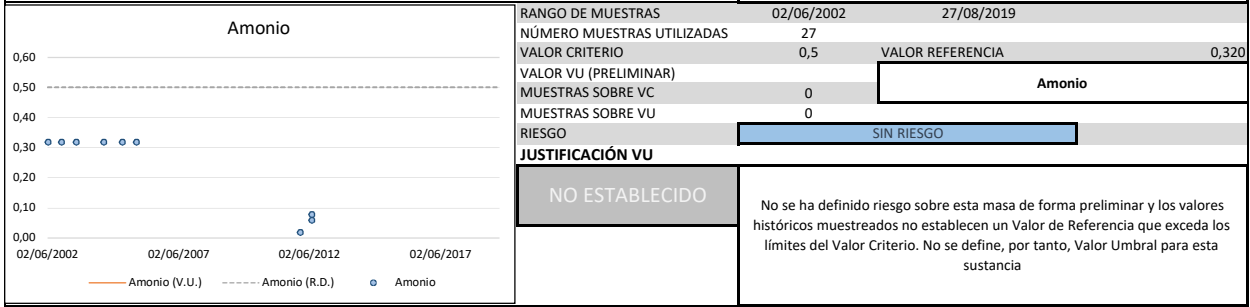 Amonio
0,60
0,50
0,40
0,30
0,20
0,10
0,00
02/06/2002 02/06/2007 02/06/2012 02/06/2017
Amonio (V.U.) Amonio (R.D.) Amonio
RANGO DE MUESTRAS 02/06/2002 27/08/2019
NÚMERO MUESTRAS UTILIZADAS 27
VALOR CRITERIO 0,5 VALOR REFERENCIA 0,320
VALOR VU (PRELIMINAR)
Amonio
MUESTRAS SOBRE VC 0
MUESTRAS SOBRE VU 0
RIESGO SIN RIESGO
JUSTIFICACIÓN VU
NO ESTABLECIDO
No se ha definido riesgo sobre esta masa de forma preliminar y los valores
históricos muestreados no establecen un Valor de Referencia que exceda los
límites del Valor Criterio. No se define, por tanto, Valor Umbral para esta
sustancia